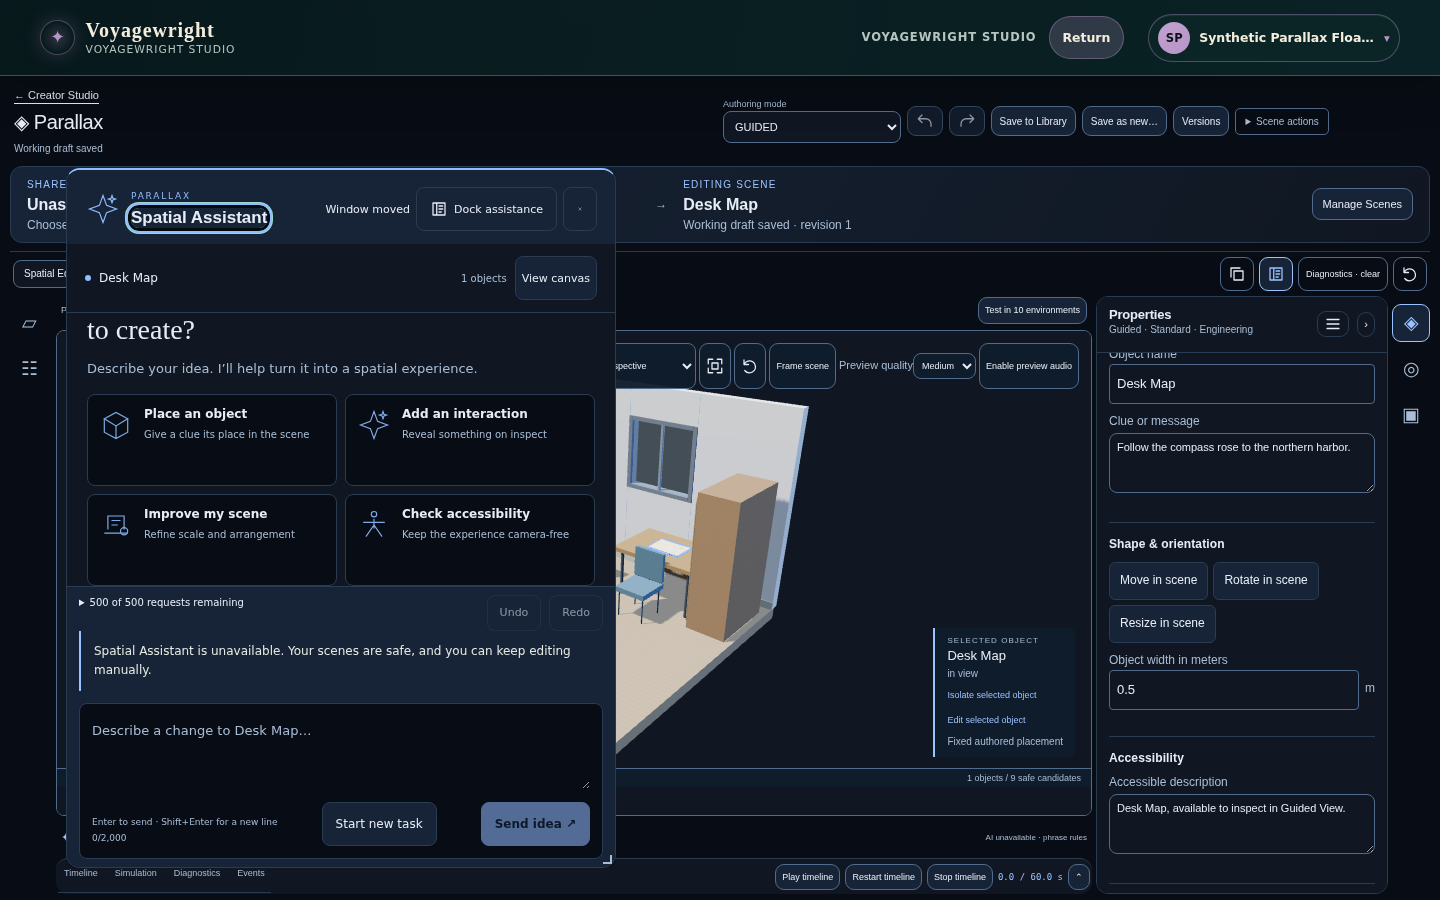 Voyagewright
VOYAGEWRIGHT STUDIO
VOYAGEWRIGHT STUDIO
Return
SP
Synthetic Parallax Floa…
← Creator Studio
◈ Parallax
Working draft saved
Authoring mode
GUIDED
Save to Library
Save as new…
Versions
Scene actions
SHARE
Unas
Choose
→
EDITING SCENE
Desk Map
Working draft saved · revision 1
Manage Scenes
PARALLAX
Spatial Assistant
Window moved
Dock assistance
Desk Map
1 objects
View canvas
to create?
Describe your idea. I’ll help turn it into a spatial experience.
Place an object
Give a clue its place in the scene
Add an interaction
Reveal something on inspect
Improve my scene
Refine scale and arrangement
Check accessibility
Keep the experience camera-free
500 of 500 requests remaining
Undo
Redo
Spatial Assistant is unavailable. Your scenes are safe, and you can keep editing
manually.
Describe a change to Desk Map…
Enter to send · Shift+Enter for a new line
0/2,000
Start new task
Send idea ↗
Spatial Ed
P
Diagnostics · clear
Test in 10 environments
spective
Frame scene
Preview quality
Medium
Enable preview audio
SELECTED OBJECT
Desk Map
in view
Isolate selected object
Edit selected object
Fixed authored placement
1 objects / 9 safe candidates
AI unavailable · phrase rules
Timeline
Simulation
Diagnostics
Events
Play timeline
Restart timeline
Stop timeline
0.0 / 60.0 s
Properties
Guided · Standard · Engineering
Object name
Desk Map
Clue or message
Follow the compass rose to the northern harbor.
Shape & orientation
Move in scene
Rotate in scene
Resize in scene
Object width in meters
0.5
m
Accessibility
Accessible description
Desk Map, available to inspect in Guided View.